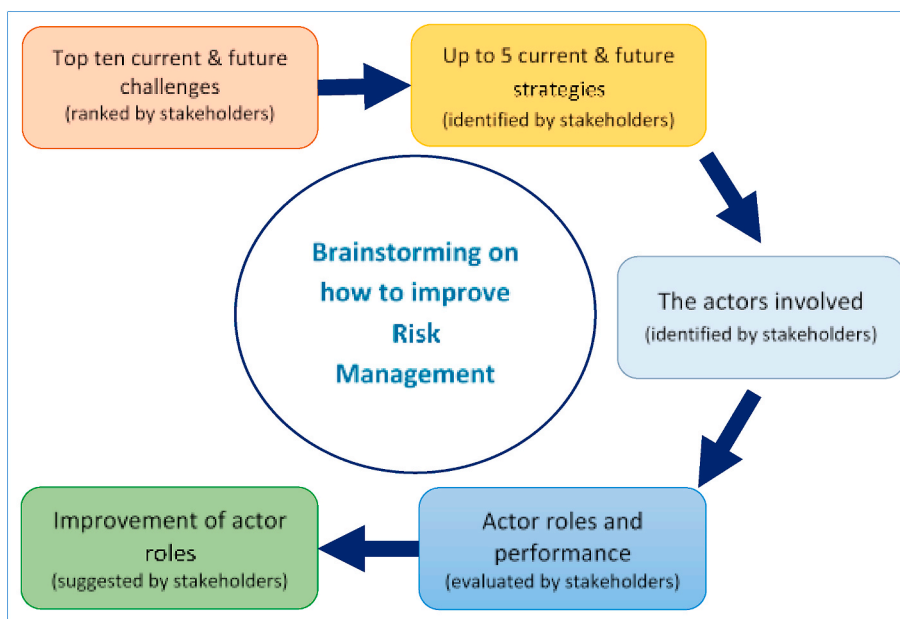 Top ten current & future
challenges
(ranked by stakeholders)
Up to 5 current & future
strategies
(identified by stakeholders)
Brainstorming on
how to improve
Risk
Management
The actors involved
(identified by stakeholders)
Improvement of actor
roles
(suggested by stakeholders)
Actor roles and
performance
(evaluated by stakeholders)